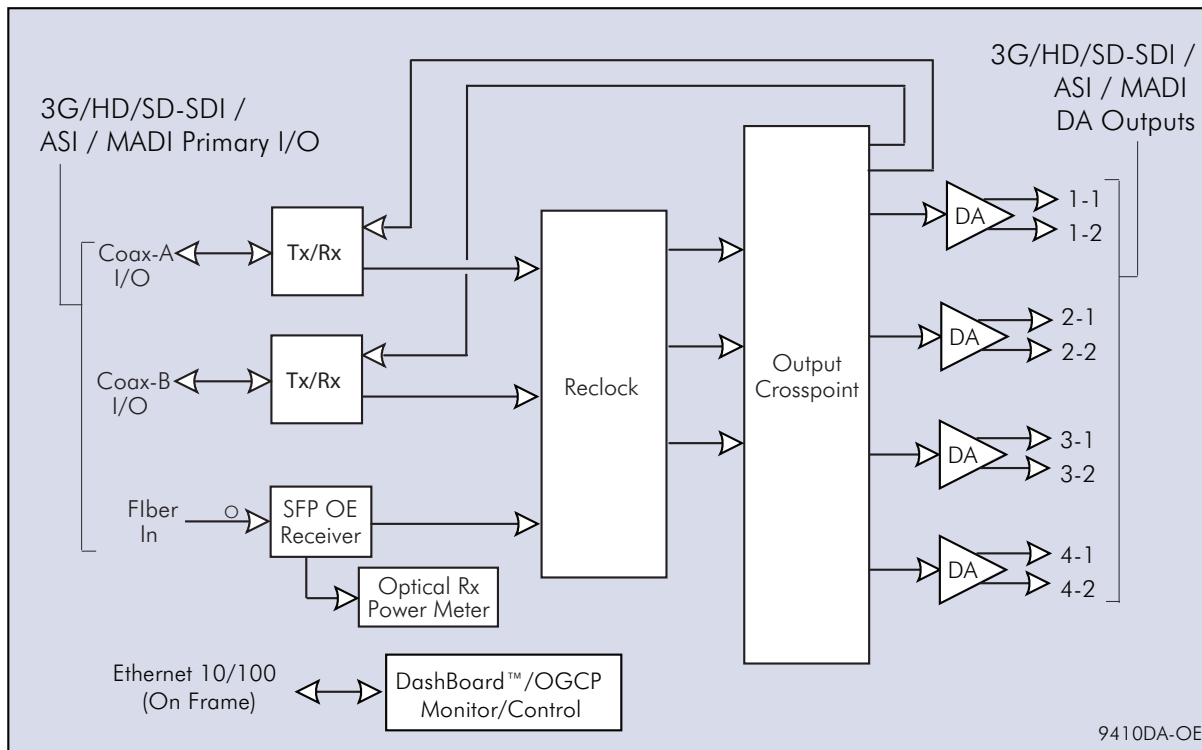 3G/HD/SD-SDI /
ASI / MADI Primary I/O
3G/HD/SD-SDI /
ASI / MADI
DA Outputs
Coax-A
I/O
Tx/Rx
Coax-B
I/O
Tx/Rx
FIber
In
SFP OE
Receiver
Optical Rx
Power Meter
Reclock
Output
Crosspoint
DA
1-1
1-2
DA
2-1
2-2
DA
3-1
3-2
DA
4-1
4-2
Ethernet 10/100
(On Frame)
DashBoard™/OGCP
Monitor/Control
9410DA-OE